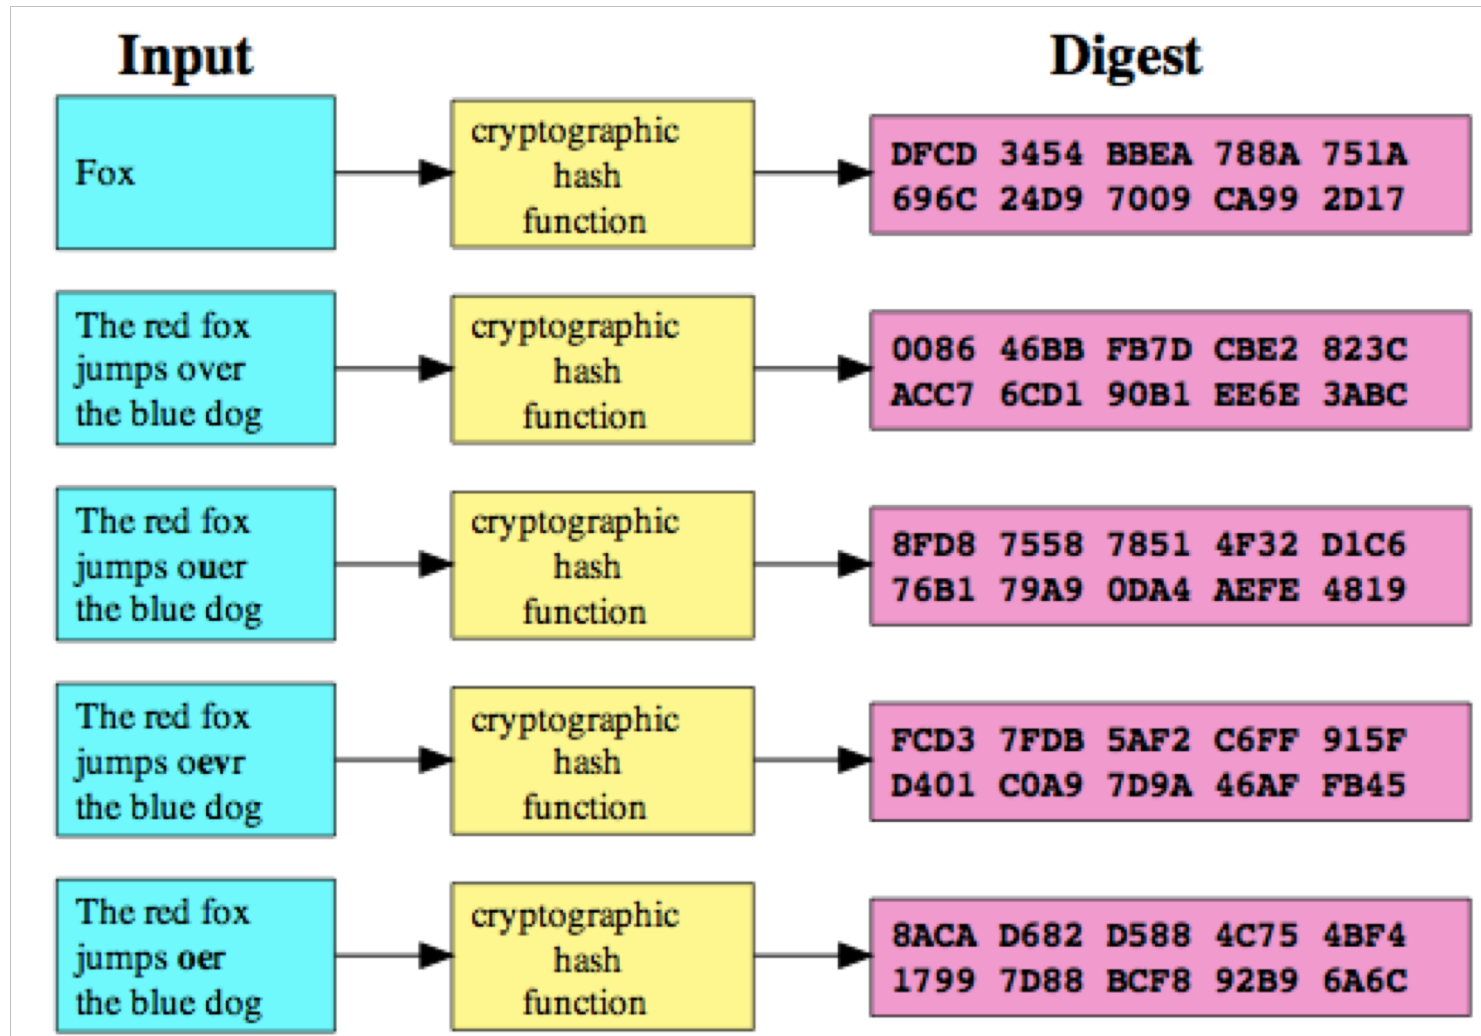 Input
Digest
Fox
cryptographic
hash
function
DFCD 3454 BBEA 788A 751A
696C 24D9 7009 CA99 2D17
The red fox
jumps over
the blue dog
cryptographic
hash
function
0086 46BB FB7D CBE2 823C
ACC7 6CD1 90B1 EE6E 3ABC
The red fox
jumps ouer
the blue dog
cryptographic
hash
function
8FD8 7558 7851 4F32 D1C6
76B1 79A9 0DA4 AEFE 4819
The red fox
jumps oevr
the blue dog
cryptographic
hash
function
FCD3 7FDB 5AF2 C6FF 915F
D401 C0A9 7D9A 46AF FB45
The red fox
jumps oer
the blue dog
cryptographic
hash
function
8ACA D682 D588 4C75 4BF4
1799 7D88 BCF8 92B9 6A6C